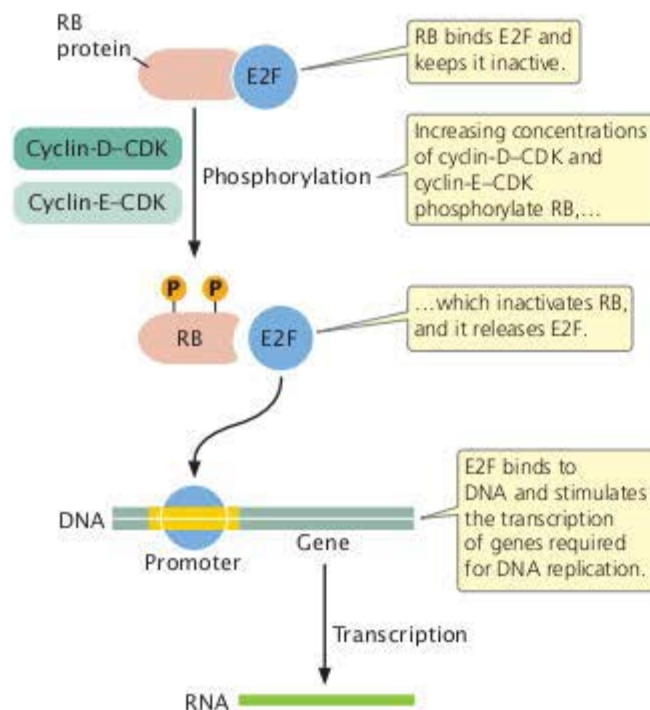 RB
protein
E2F
RB binds E2F and
keeps it inactive.
Cyclin-D–CDK
Cyclin-E–CDK
Phosphorylation
Increasing concentrations
of cyclin-D–CDK and
cyclin-E–CDK
phosphorylate RB,…
P
P
RB
E2F
…which inactivates RB,
and it releases E2F.
DNA
Promoter
Gene
E2F binds to
DNA and stimulates
the transcription
of genes required
for DNA replication.
Transcription
RNA